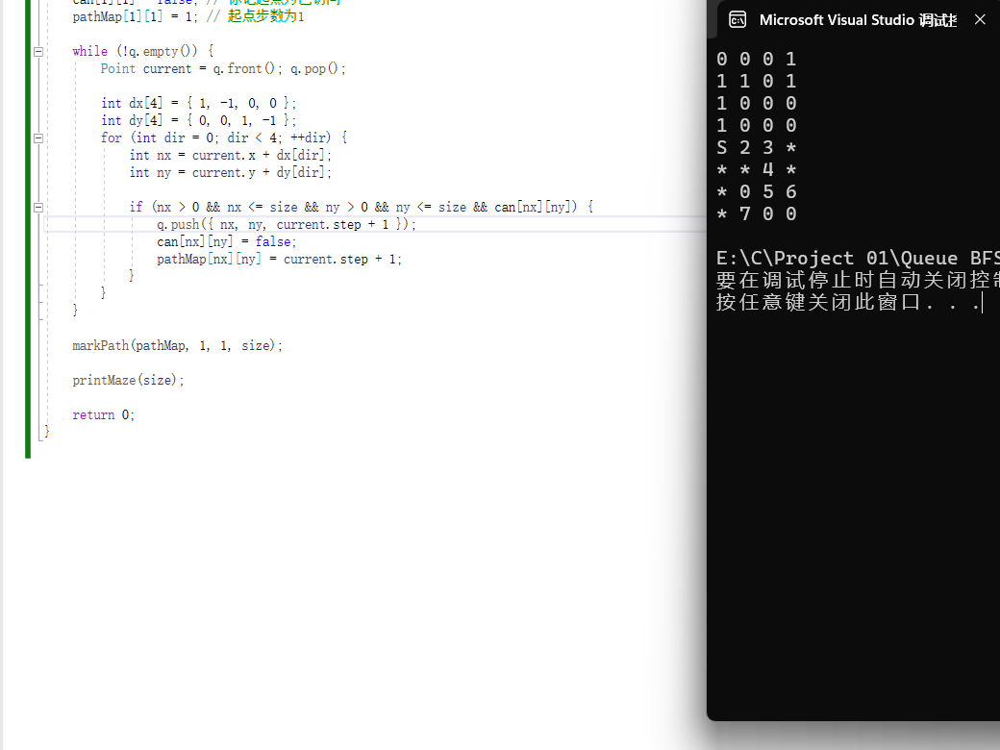 can[1][1] = false; // 标记起点为已访问
pathMap[1][1] = 1; // 起点步数为1
while (!q.empty()) {
Point current = q.front(); q.pop();
int dx[4] = { 1, -1, 0, 0 };
int dy[4] = { 0, 0, 1, -1 };
for (int dir = 0; dir < 4; ++dir) {
int nx = current.x + dx[dir];
int ny = current.y + dy[dir];
if (nx > 0 && nx <= size && ny > 0 && ny <= size && can[nx][ny]) {
q.push({ nx, ny, current.step + 1 });
can[nx][ny] = false;
pathMap[nx][ny] = current.step + 1;
}
}
}
markPath(pathMap, 1, 1, size);
printMaze(size);
return 0;
}
Microsoft Visual Studio 调试控
0 0 0 1
1 1 0 1
1 0 0 0
1 0 0 0
S 2 3 *
* * 4 *
* 0 5 6
* 7 0 0
E:\C\Project 01\Queue BFS
要在调试停止时自动关闭控制
按任意键关闭此窗口. . .